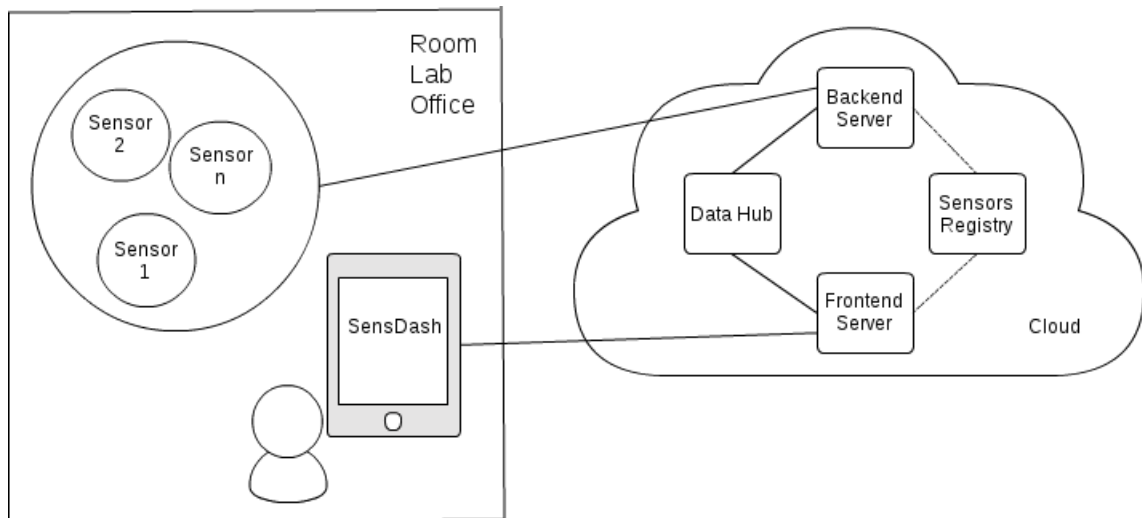 Room
Lab
Office
Sensor
2
Sensor
n
Sensor
1
SensDash
Backend
Server
Data Hub
Sensors
Registry
Frontend
Server
Cloud